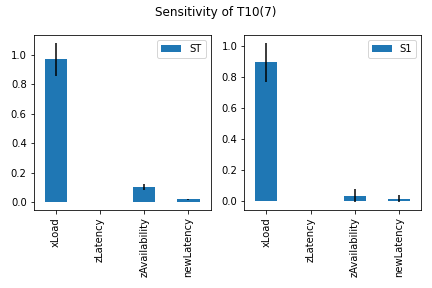 Sensitivity of T10(7)
ST
1.0
0.8
0.6
0.4
0.2
0.0
xLoad
zLatency
zAvailability
newLatency
S1
1.0
0.8
0.6
0.4
0.2
0.0
xLoad
zLatency
zAvailability
newLatency